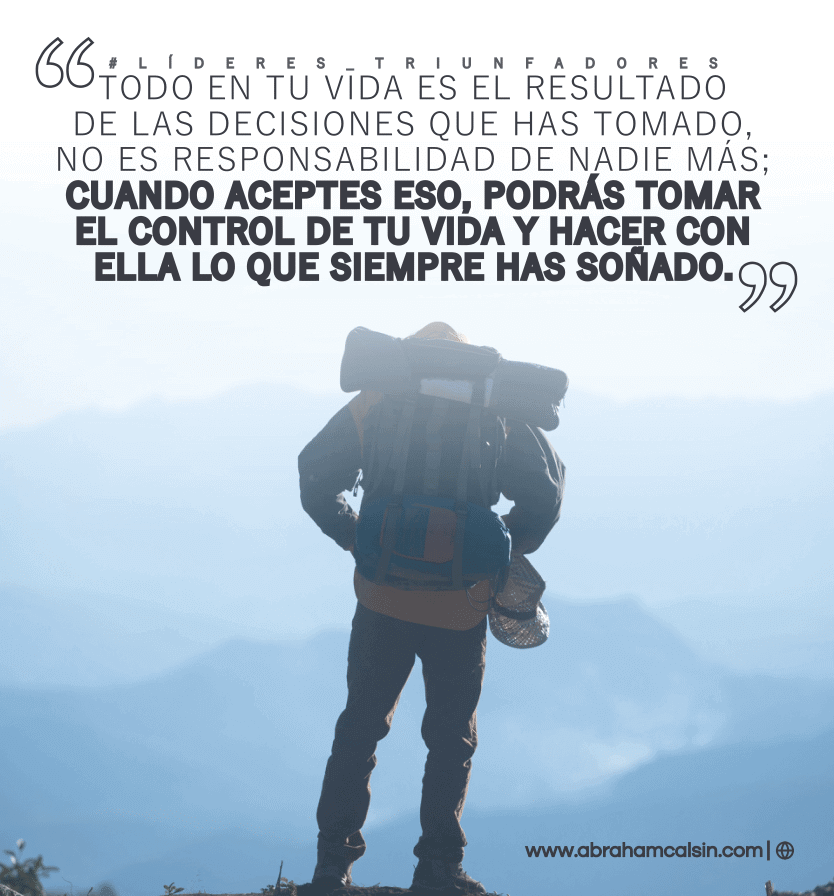 #LÍDERES_TRIUNFADORES
TODO EN TU VIDA ES EL RESULTADO
DE LAS DECISIONES QUE HAS TOMADO,
NO ES RESPONSABILIDAD DE NADIE MÁS;
CUANDO ACEPTES ESO, PODRÁS TOMAR
EL CONTROL DE TU VIDA Y HACER CON
ELLA LO QUE SIEMPRE HAS SOÑADO.
www.abrahamcalsin.com |